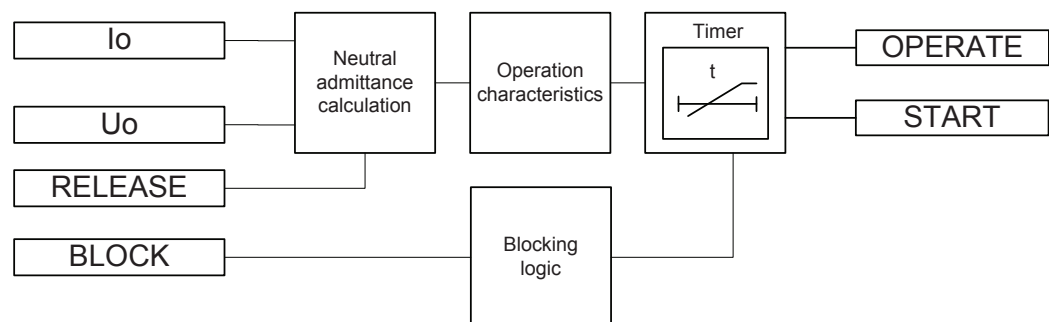 Io
Uo
RELEASE
BLOCK
Neutral
admittance
calculation
Operation
characteristics
Timer
t
Blocking
logic
OPERATE
START